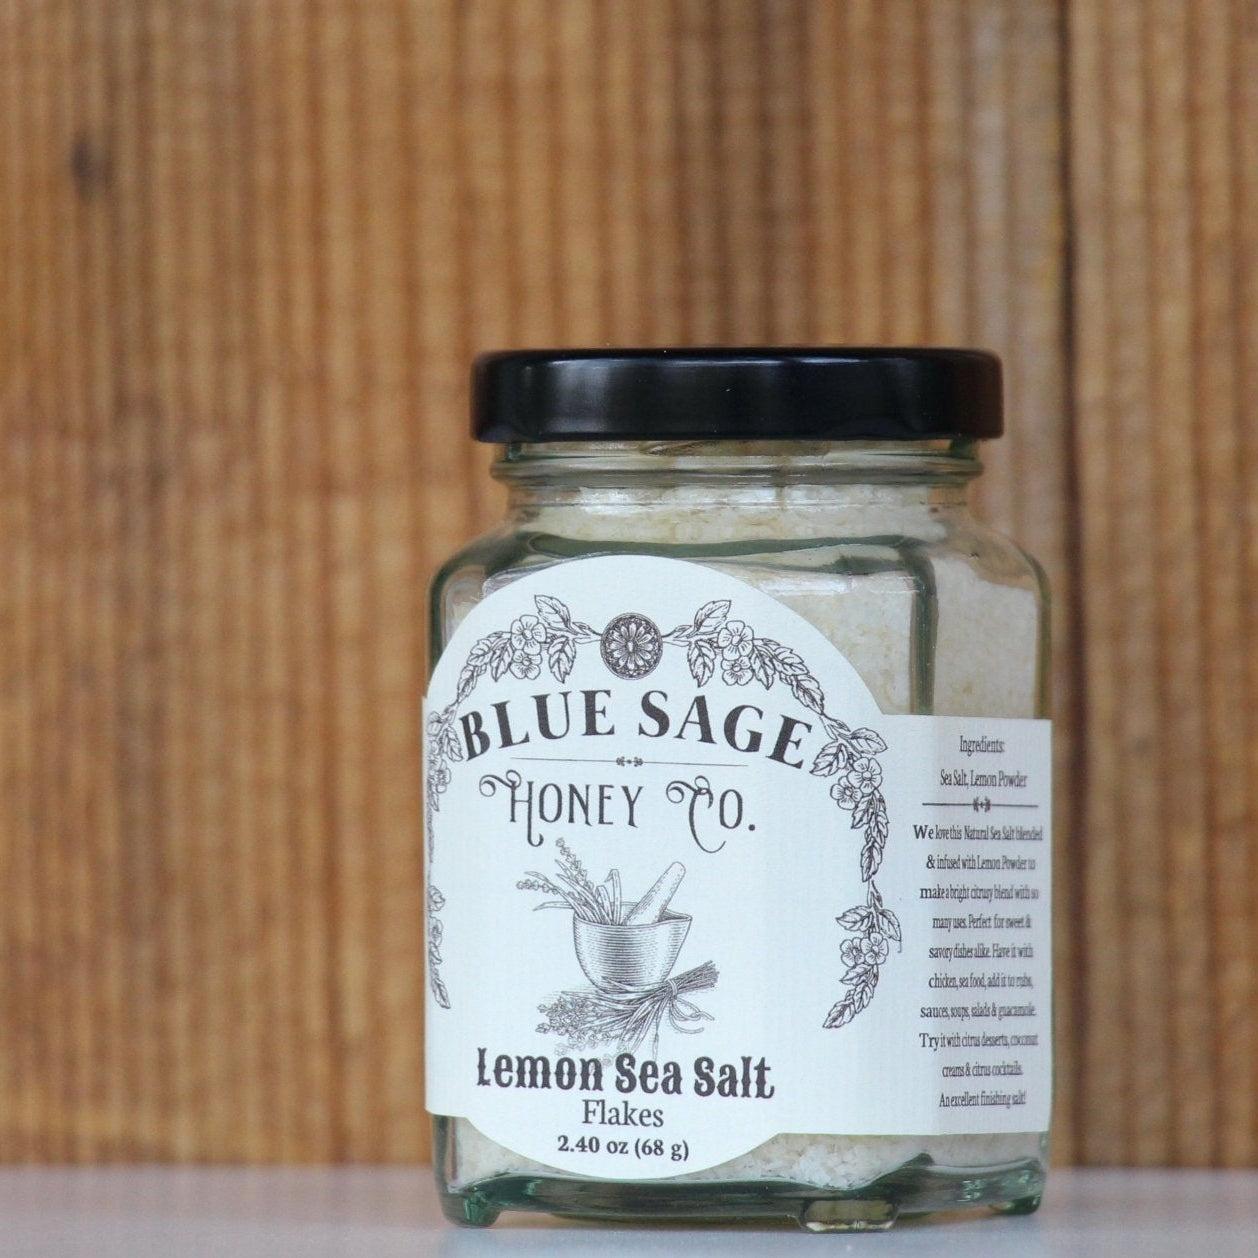 BLUE SAGE
HONEY CO.
Lemon Sea Salt
Flakes
2.40 oz (68 g)
Ingredients:
Sea Salt, Lemon Powder
We love this Natural Sea Salt blended
& infused with Lemon Powder to
make a bright citrusy blend with so
many uses. Perfect for sweet &
savory dishes alike. Have it with
chicken, sea food, add it to rubs,
sauces, soups, salads & guacamole.
Try it with citrus desserts, coconut
creams & citrus cocktails.
An excellent finishing salt!